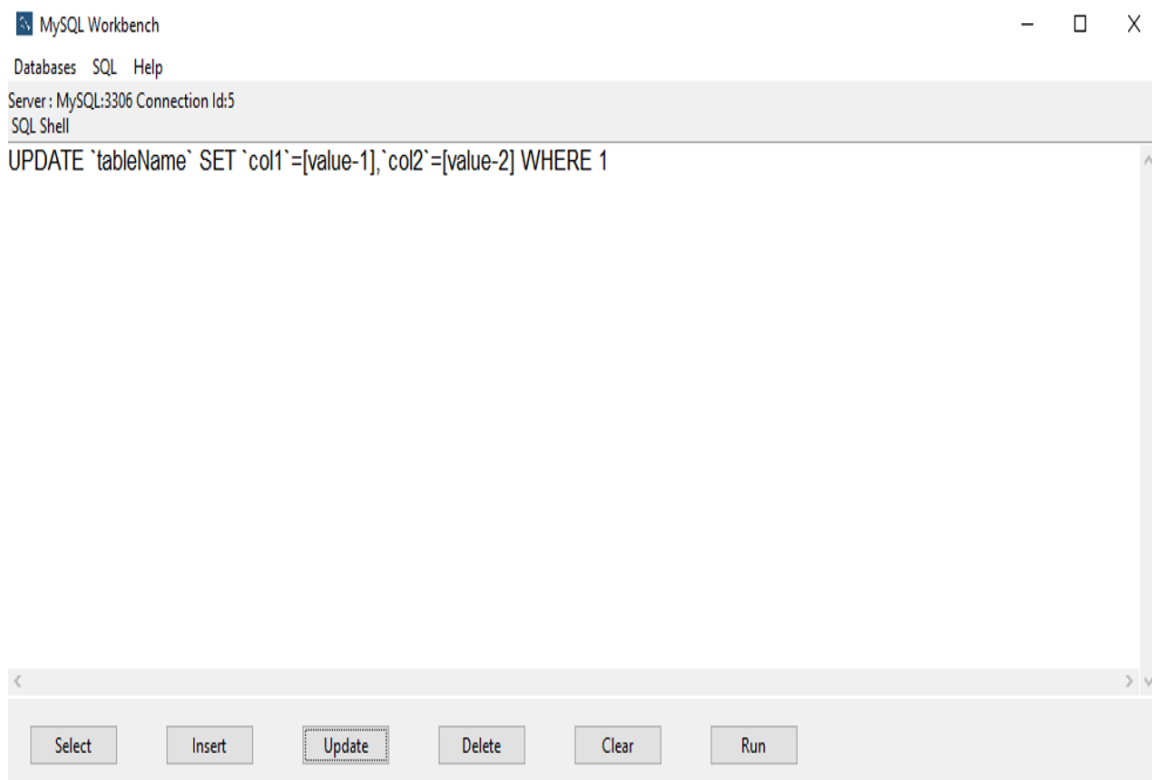 MySQL Workbench
Databases SQL Help
Server : MySQL:3306 Connection Id:5
SQL Shell
UPDATE `tableName` SET `col1`=[value-1],`col2`=[value-2] WHERE 1
Select Insert Update Delete Clear Run